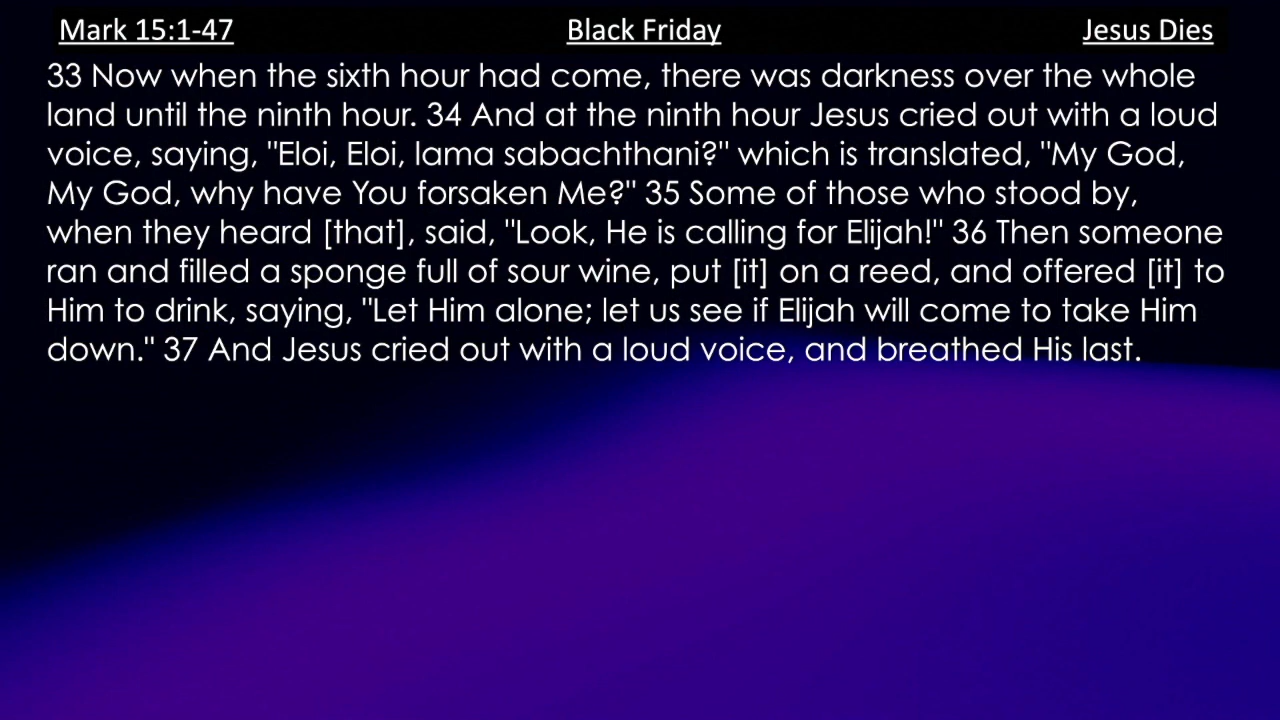 Mark 15:1-47 Black Friday Jesus Dies
33 Now when the sixth hour had come, there was darkness over the whole
land until the ninth hour. 34 And at the ninth hour Jesus cried out with a loud
voice, saying, "Eloi, Eloi, lama sabachthani?" which is translated, "My God,
My God, why have You forsaken Me?" 35 Some of those who stood by,
when they heard [that], said, "Look, He is calling for Elijah!" 36 Then someone
ran and filled a sponge full of sour wine, put [it] on a reed, and offered [it] to
Him to drink, saying, "Let Him alone; let us see if Elijah will come to take Him
down." 37 And Jesus cried out with a loud voice, and breathed His last.